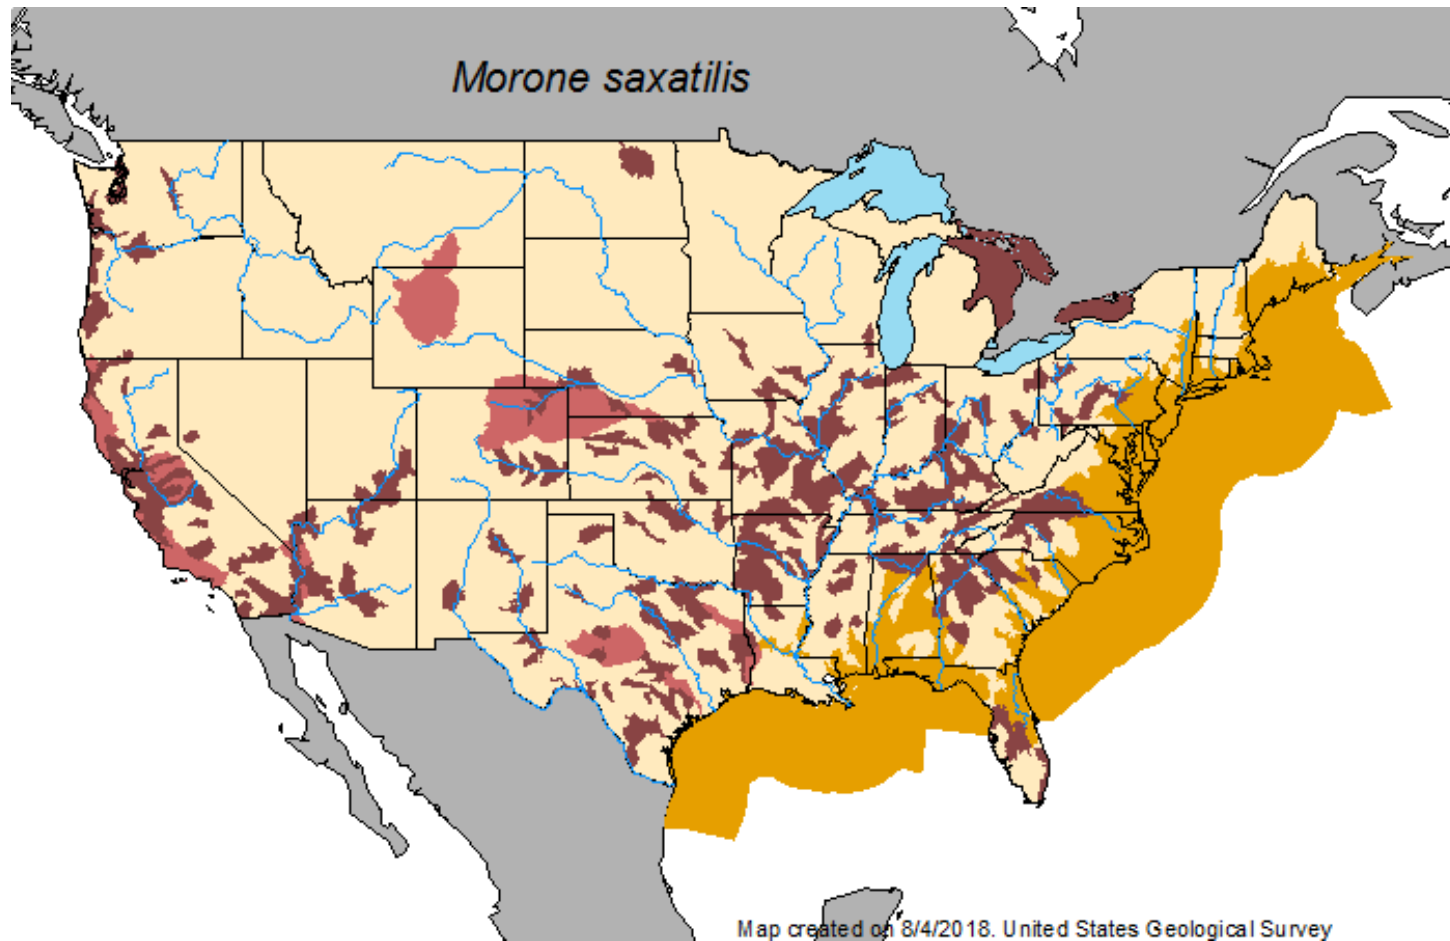 Morone saxatilis
Map created on 8/4/2018. United States Geological Survey